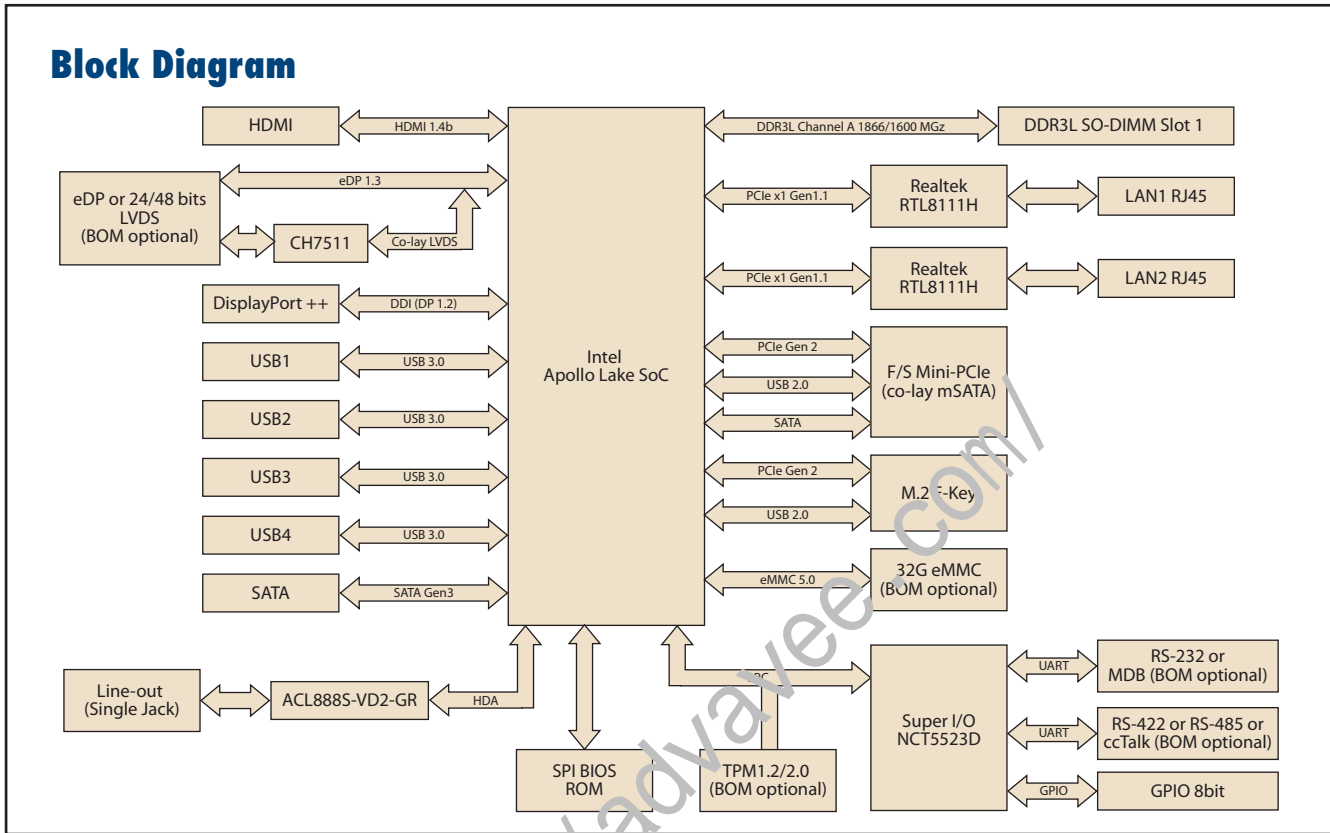 Block Diagram
HDMI
HDMI 1.4b
DDR3L Channel A 1866/1600 MGz
DDR3L SO-DIMM Slot 1
eDP or 24/48 bits
LVDS
(BOM optional)
eDP 1.3
CH7511
Co-lay LVDS
PCIe x1 Gen1.1
Realtek
RTL8111H
LAN1 RJ45
PCIe x1 Gen1.1
Realtek
RTL8111H
LAN2 RJ45
DisplayPort ++
DDI (DP 1.2)
Intel
Apollo Lake SoC
USB1
USB 3.0
USB2
USB 3.0
USB3
USB 3.0
USB4
USB 3.0
SATA
SATA Gen3
PCIe Gen 2
USB 2.0
SATA
F/S Mini-PCIe
(co-lay mSATA)
PCIe Gen 2
USB 2.0
M.2
eMMC 5.0
32G eMMC
(BOM optional)
Line-out
(Single Jack)
ACL888S-VD2-GR
HDA
SPI BIOS
ROM
TPM1.2/2.0
(BOM optional)
Super I/O
NCT5523D
UART
RS-232 or
MDB (BOM optional)
UART
RS-422 or RS-485 or
ccTalk (BOM optional)
GPIO
GPIO 8bit
/advavee.com/